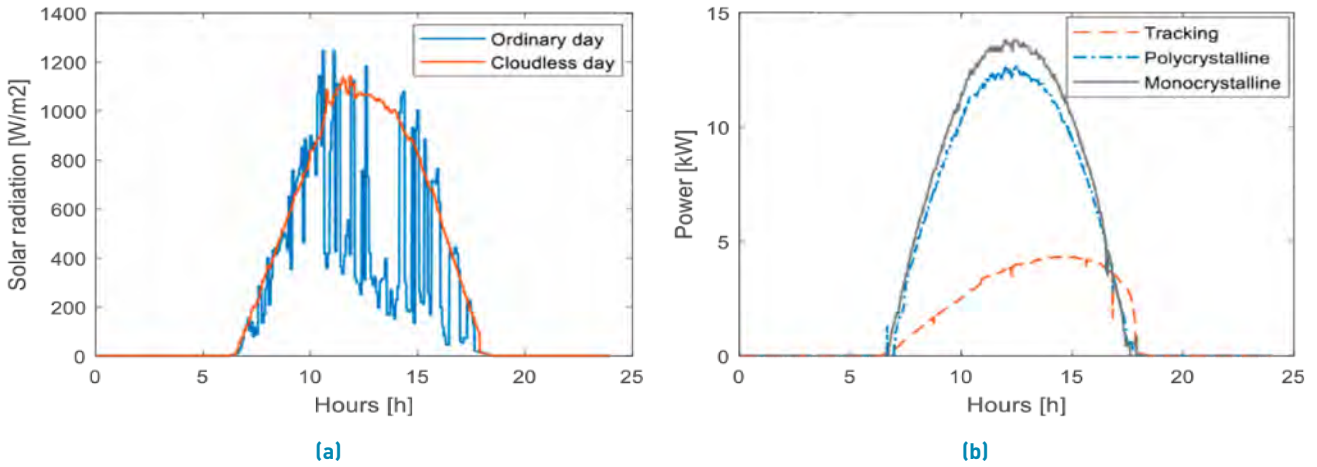 1400
1200
1000
800
600
400
200
0
Solar radiation [W/m2]
Ordinary day
Cloudless day
0 5 10 15 20 25
Hours [h]
(a)
15
10
5
0
Power [kW]
Tracking
Polycrystalline
Monocrystalline
0 5 10 15 20 25
Hours [h]
(b)